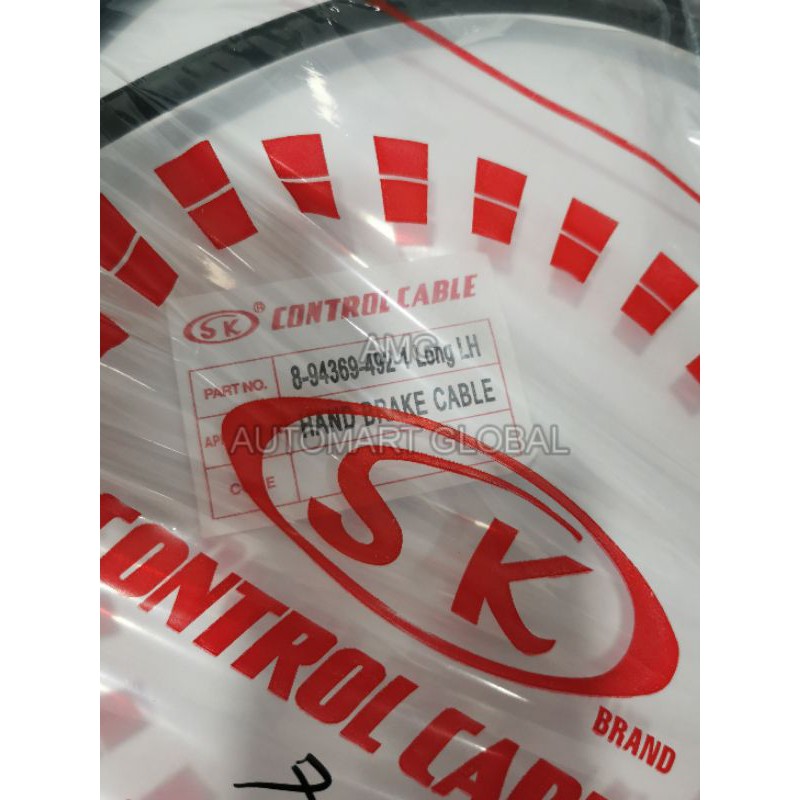 SK® CONTROL CABLE
PART NO. 8-94369-492-1 Long LH
AMG
HAND BRAKE CABLE
AUTOMART GLOBAL
SK
CONTROL CABL
BRAND